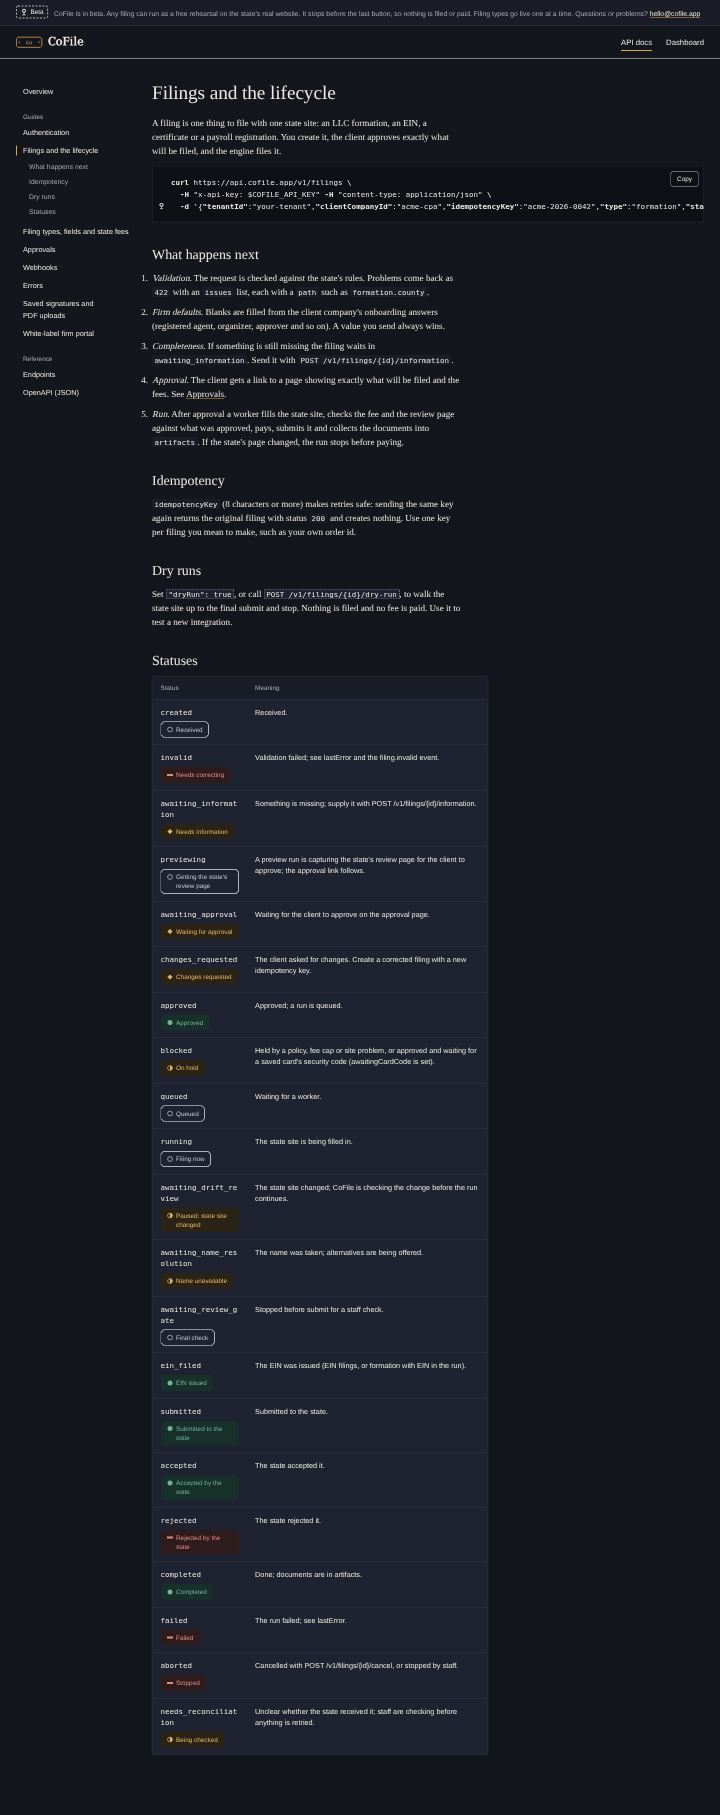 Beta
CoFile is in beta. Any filing can run as a free rehearsal on the state's real website. It stops before the last button, so nothing is filed or paid. Filing types go live one at a time. Questions or problems? hello@cofile.app
Co
CoFile
API docs
Dashboard
Overview
Guides
Authentication
Filings and the lifecycle
What happens next
Idempotency
Dry runs
Statuses
Filing types, fields and state fees
Approvals
Webhooks
Errors
Saved signatures and
PDF uploads
White-label firm portal
Reference
Endpoints
OpenAPI (JSON)
Filings and the lifecycle
A filing is one thing to file with one state site: an LLC formation, an EIN, a
certificate or a payroll registration. You create it, the client approves exactly what
will be filed, and the engine files it.
Copy
curl https://api.cofile.app/v1/filings \
-H "x-api-key: $COFILE_API_KEY" -H "content-type: application/json" \
-d '{"tenantId":"your-tenant","clientCompanyId":"acme-cpa","idempotencyKey":"acme-2026-0042","type":"formation","sta
What happens next
1. Validation. The request is checked against the state's rules. Problems come back as
422 with an issues list, each with a path such as formation.county.
2. Firm defaults. Blanks are filled from the client company's onboarding answers
(registered agent, organizer, approver and so on). A value you send always wins.
3. Completeness. If something is still missing the filing waits in
awaiting_information. Send it with POST /v1/filings/{id}/information.
4. Approval. The client gets a link to a page showing exactly what will be filed and the
fees. See Approvals.
5. Run. After approval a worker fills the state site, checks the fee and the review page
against what was approved, pays, submits it and collects the documents into
artifacts. If the state's page changed, the run stops before paying.
Idempotency
idempotencyKey (8 characters or more) makes retries safe: sending the same key
again returns the original filing with status 200 and creates nothing. Use one key
per filing you mean to make, such as your own order id.
Dry runs
Set "dryRun": true, or call POST /v1/filings/{id}/dry-run, to walk the
state site up to the final submit and stop. Nothing is filed and no fee is paid. Use it to
test a new integration.
Statuses
Status Meaning
created Received.
Received
invalid Validation failed; see lastError and the filing.invalid event.
Needs correcting
awaiting_informat Something is missing; supply it with POST /v1/filings/{id}/information.
ion
Needs information
previewing A preview run is capturing the state's review page for the client to
approve; the approval link follows.
Getting the state's
review page
awaiting_approval Waiting for the client to approve on the approval page.
Waiting for approval
changes_requested The client asked for changes. Create a corrected filing with a new
idempotency key.
Changes requested
approved Approved; a run is queued.
Approved
blocked Held by a policy, fee cap or site problem, or approved and waiting for
a saved card's security code (awaitingCardCode is set).
On hold
queued Waiting for a worker.
Queued
running The state site is being filled in.
Filing now
awaiting_drift_re The state site changed; CoFile is checking the change before the run
view continues.
Paused: state site
changed
awaiting_name_res The name was taken; alternatives are being offered.
olution
Name unavailable
awaiting_review_g Stopped before submit for a staff check.
ate
Final check
ein_filed The EIN was issued (EIN filings, or formation with EIN in the run).
EIN issued
submitted Submitted to the state.
Submitted to the
state
accepted The state accepted it.
Accepted by the
state
rejected The state rejected it.
Rejected by the
state
completed Done; documents are in artifacts.
Completed
failed The run failed; see lastError.
Failed
aborted Cancelled with POST /v1/filings/{id}/cancel, or stopped by staff.
Stopped
needs_reconciliat Unclear whether the state received it; staff are checking before
ion anything is retried.
Being checked